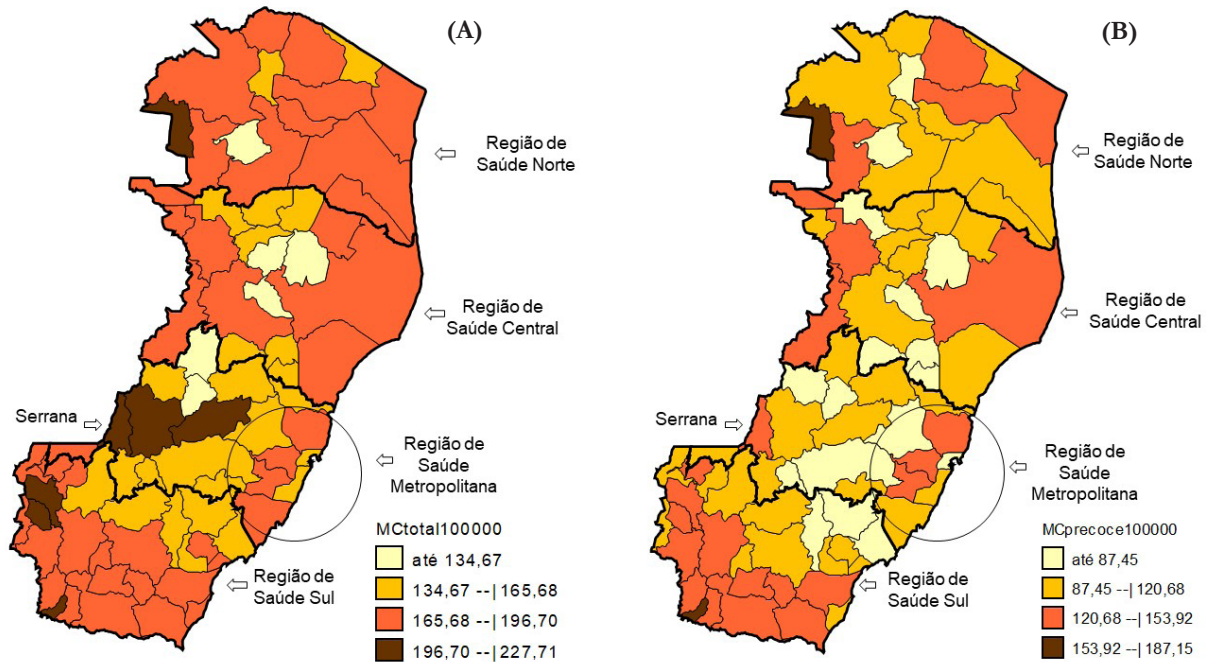 (A)
Região de
Saúde Norte
Região de
Saúde Central
Serrana
Região de
Saúde
Metropolitana
MCtotal100000
até 134,67
134,67 --| 165,68
165,68 --| 196,70
196,70 --| 227,71
Região de
Saúde Sul
(B)
Região de
Saúde Norte
Região de
Saúde Central
Serrana
Região de
Saúde
Metropolitana
MCprecoce100000
até 87,45
87,45 --| 120,68
120,68 --| 153,92
153,92 --| 187,15
Região de
Saúde Sul